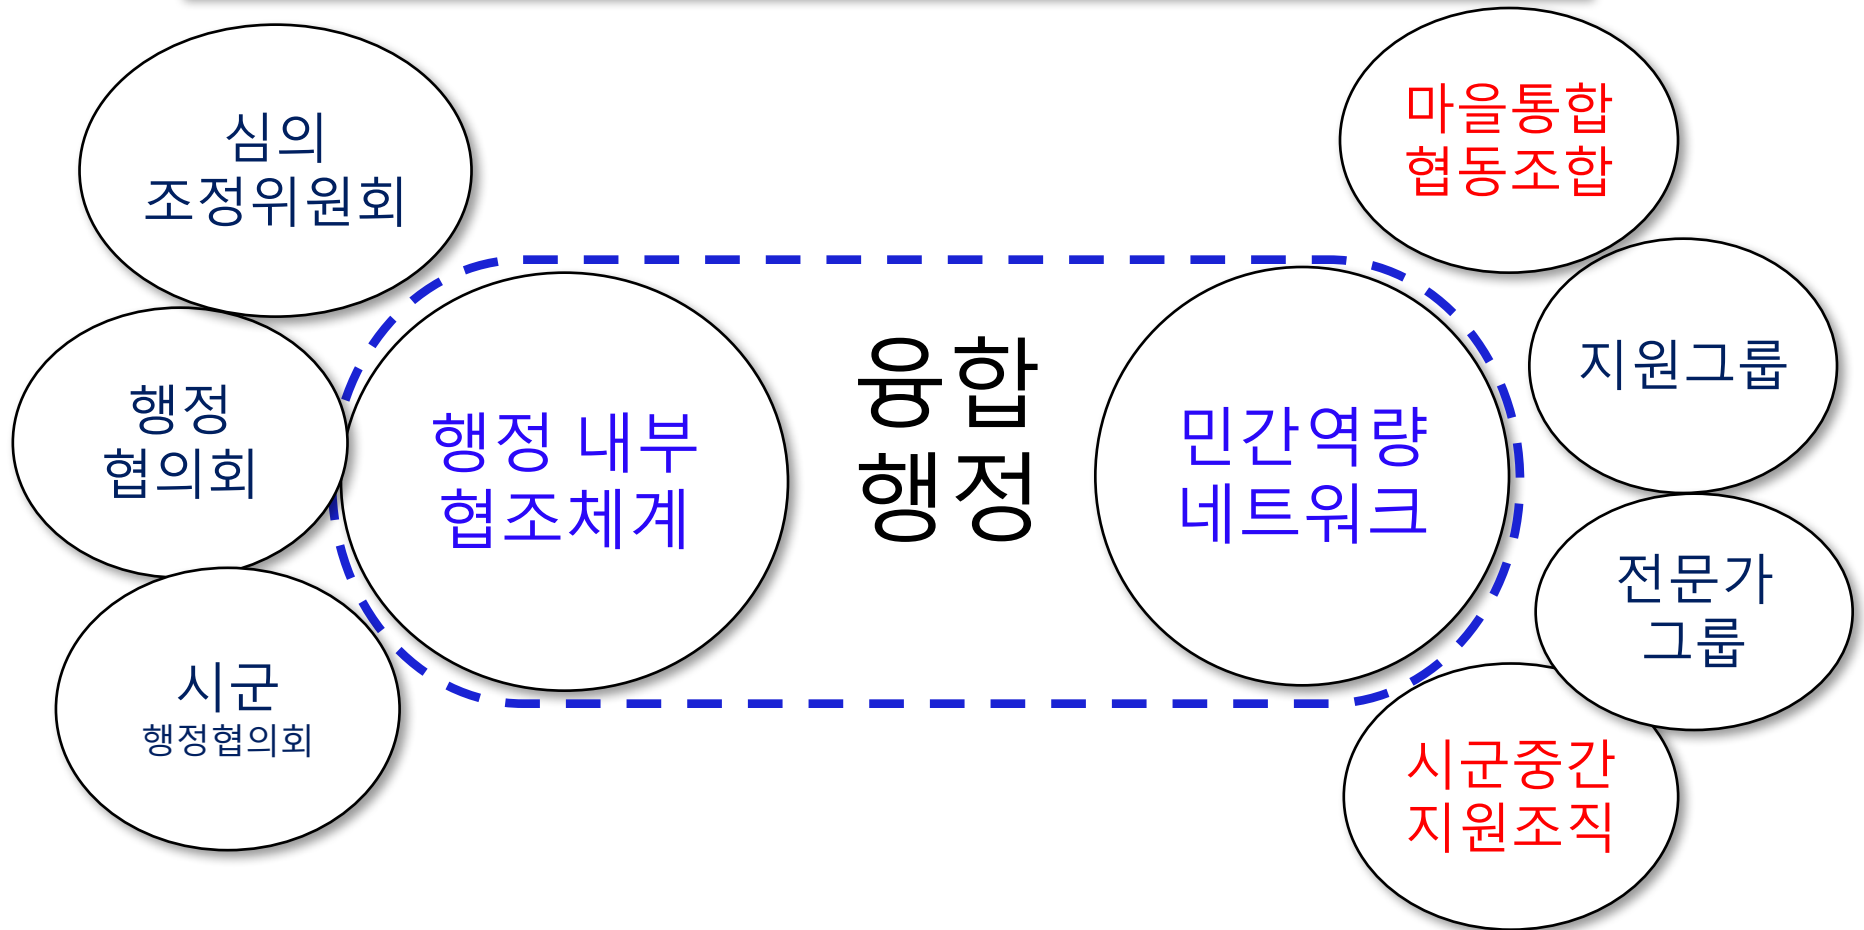 심의
조정위원회
행정
협의회
시군
행정협의회
행정 내부
협조체계
융합
행정
민간역량
네트워크
마을통합
협동조합
지원그룹
전문가
그룹
시군중간
지원조직